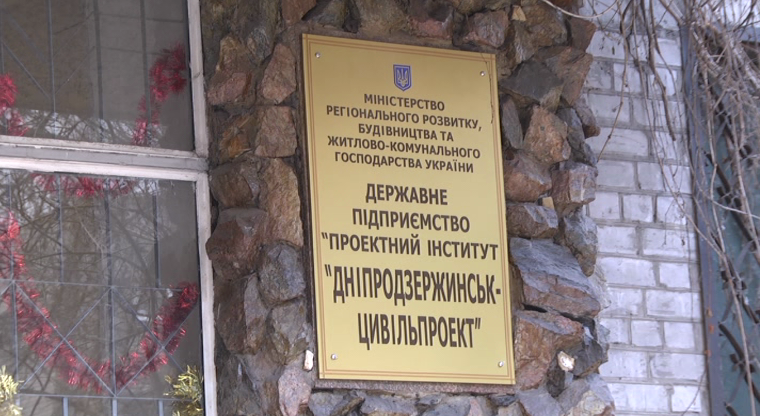 МІНІСТЕРСТВО
РЕГІОНАЛЬНОГО РОЗВИТКУ,
БУДІВНИЦТВА ТА
ЖИТЛОВО-КОМУНАЛЬНОГО
ГОСПОДАРСТВА УКРАЇНИ
ДЕРЖАВНЕ
ПІДПРИЄМСТВО
"ПРОЕКТНИЙ ІНСТИТУТ
"ДНІПРОДЗЕРЖИНСЬК-
ЦИВІЛЬПРОЕКТ"